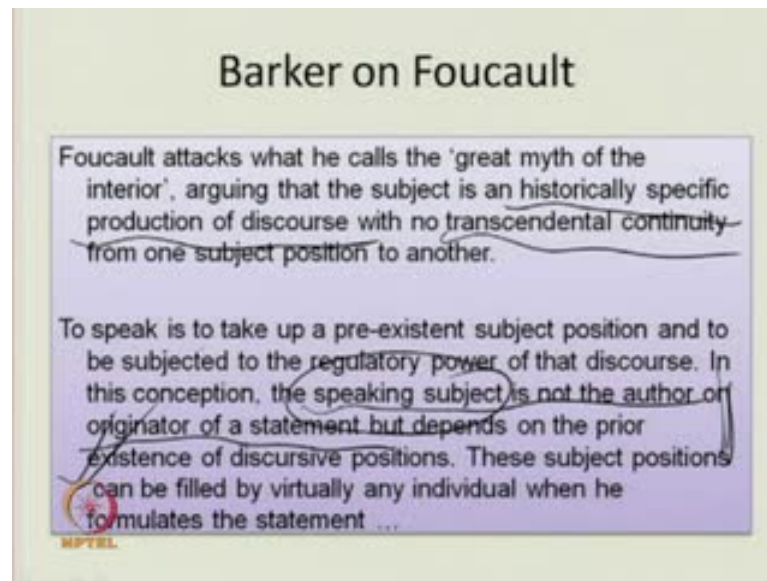 Barker on Foucault
Foucault attacks what he calls the ‘great myth of the
interior’, arguing that the subject is an historically specific
production of discourse with no transcendental continuity
from one subject position to another.
To speak is to take up a pre-existent subject position and to
be subjected to the regulatory power of that discourse. In
this conception, the speaking subject is not the author or
originator of a statement but depends on the prior
existence of discursive positions. These subject positions
can be filled by virtually any individual when he
formulates the statement ...
NPTEL